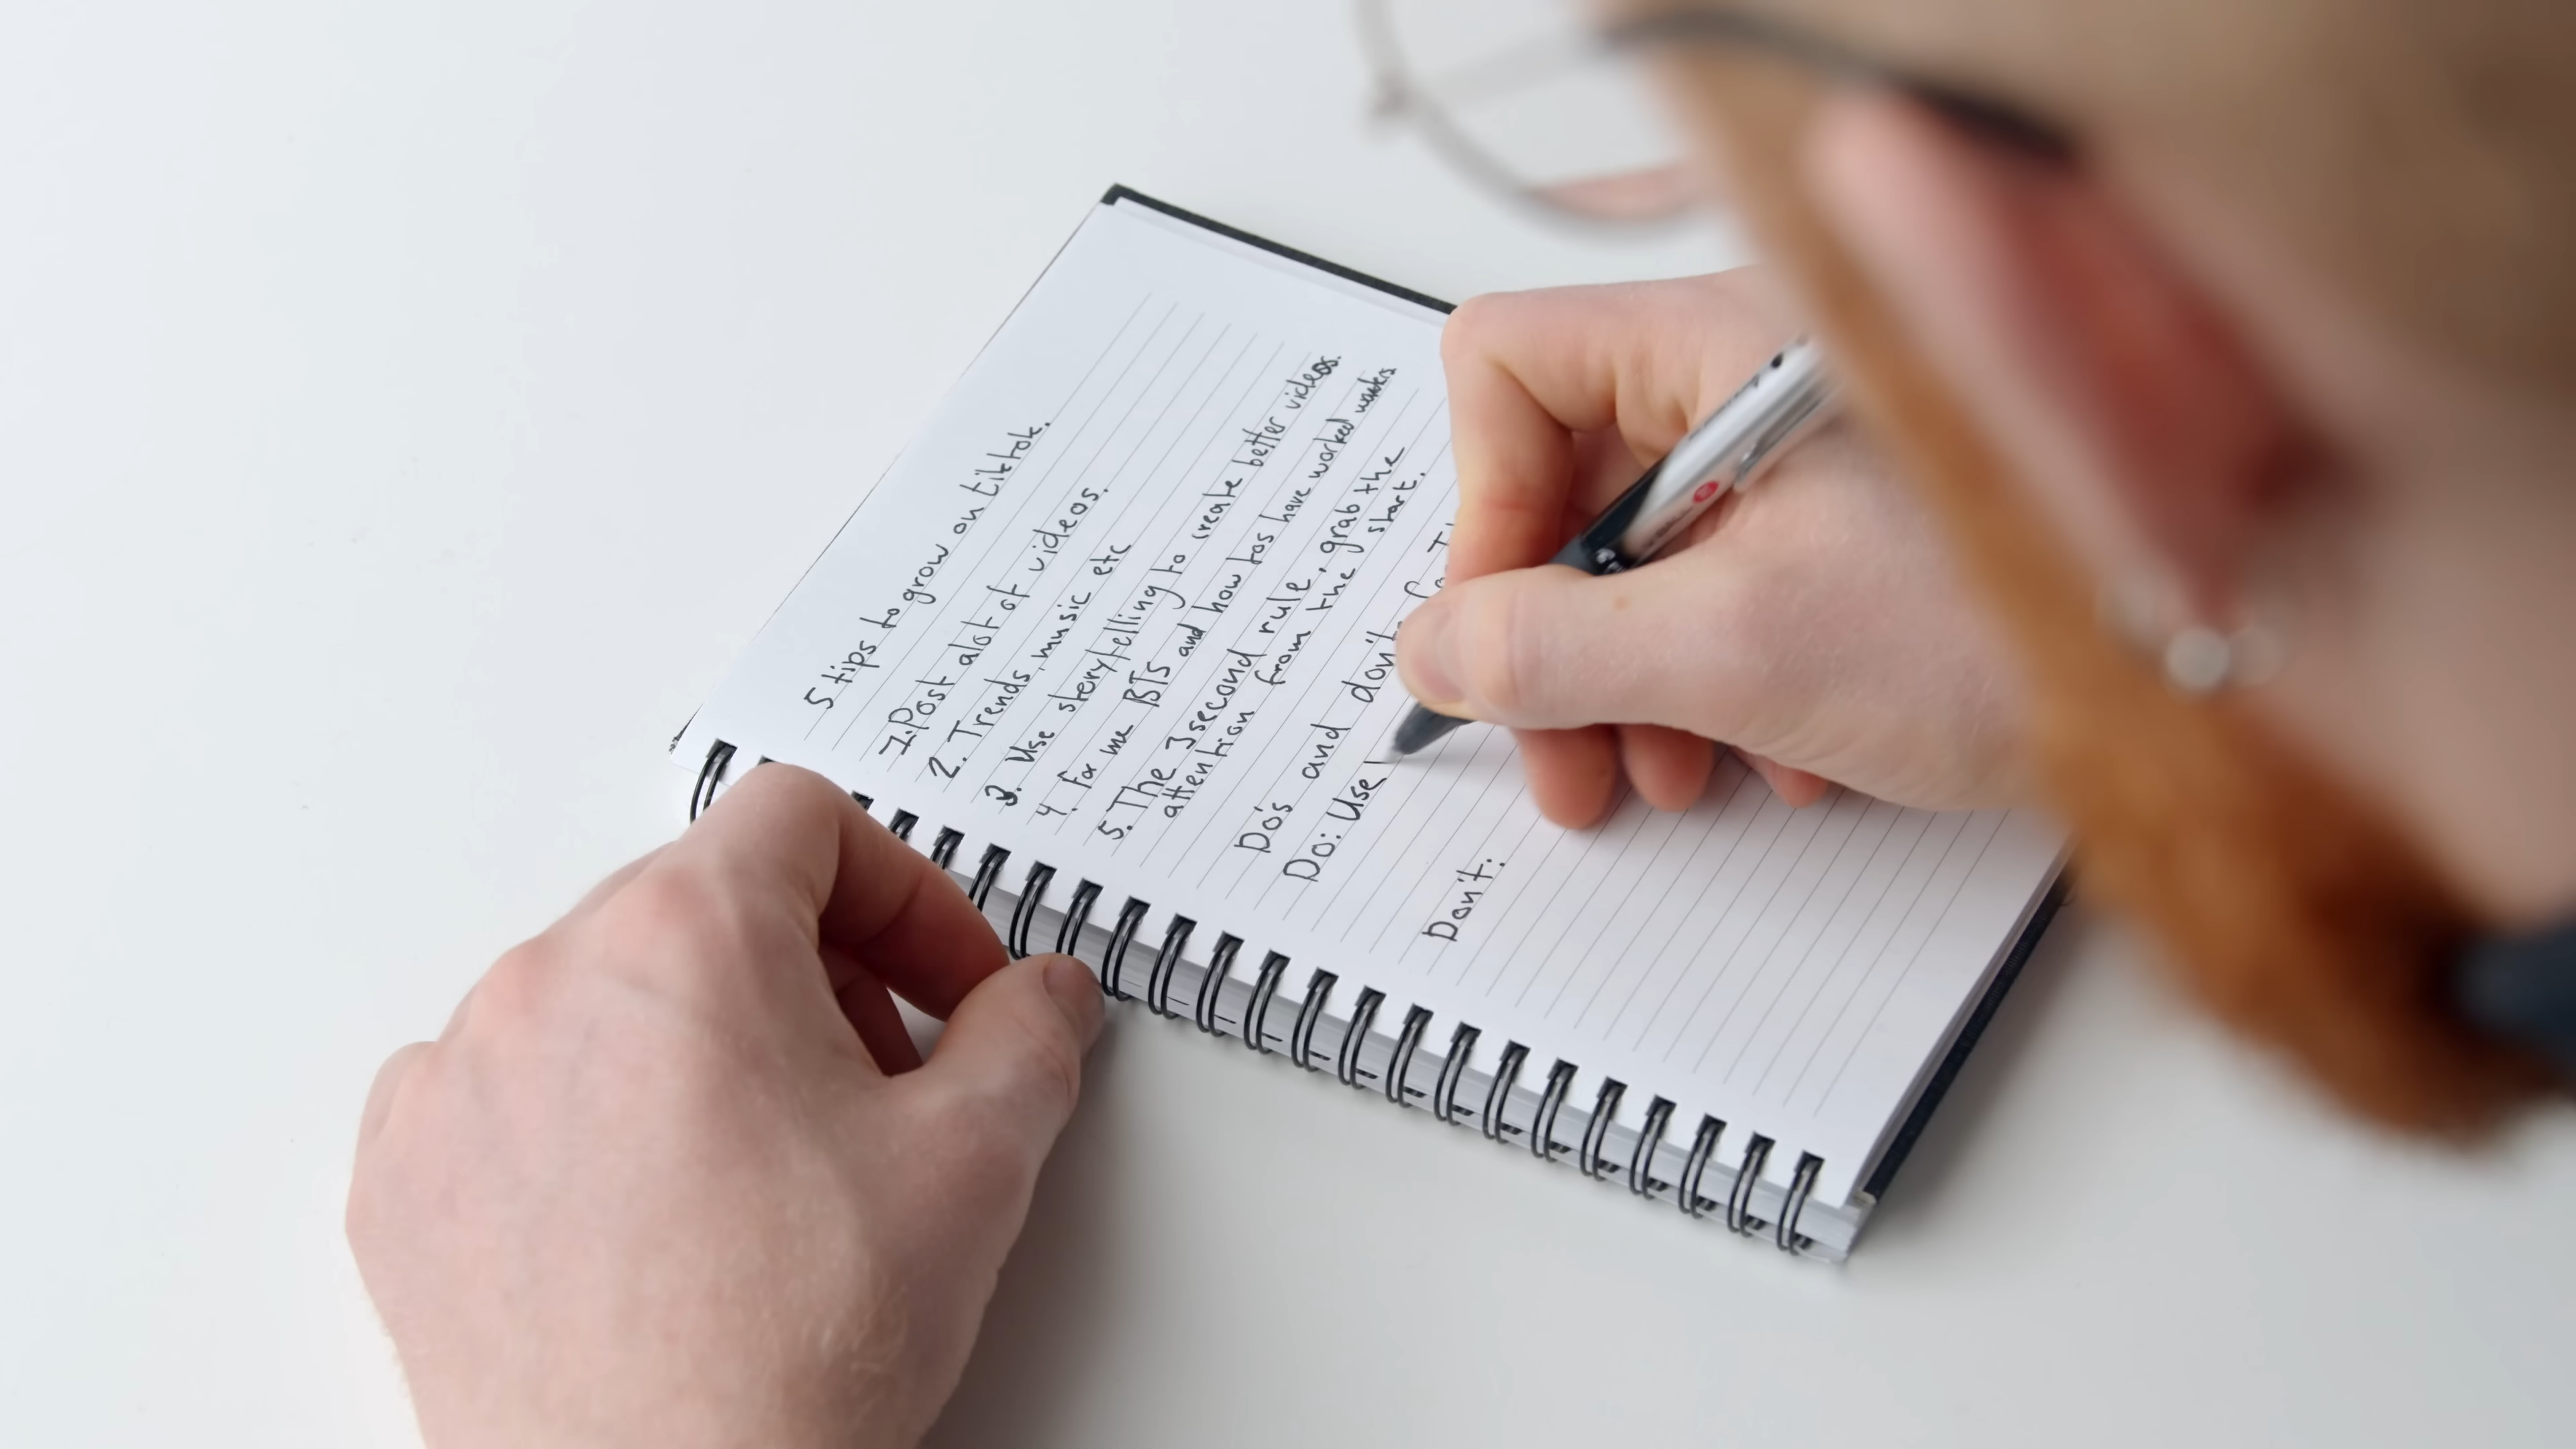 5 tips to grow on tiktok.
1. Post alot of videos.
2. Trends, music etc
3. Use storytelling to create better videos.
4. For me BTS and how tos have worked
5. The 3 second rule, grab the
attention from the start.
Do's and don't
Do: Use
Don't: